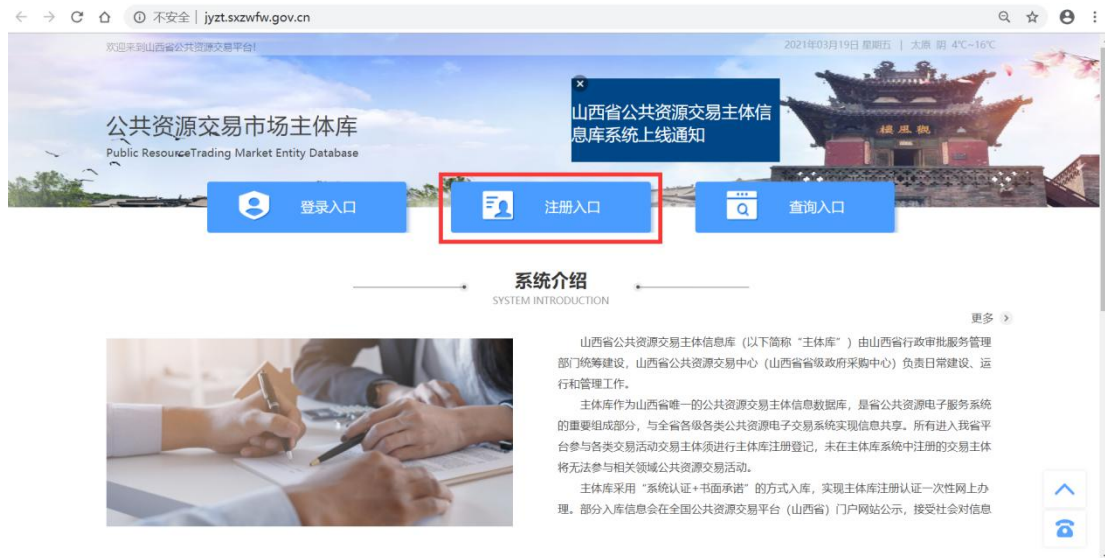 不安全 | jyzt.sxzwfw.gov.cn
欢迎来到山西省公共资源交易平台!
2021年03月19日 星期五 | 太原 阴 4℃~16℃
山西省公共资源交易主体信
息库系统上线通知
公共资源交易市场主体库
Public ResourceTrading Market Entity Database
登录入口
注册入口
查询入口
系统介绍
SYSTEM INTRODUCTION
更多 >
山西省公共资源交易主体信息库（以下简称“主体库”）由山西省行政审批服务管理
部门统筹建设，山西省公共资源交易中心（山西省省级政府采购中心）负责日常建设、运
行和管理工作。
主体库作为山西省唯一的公共资源交易主体信息数据库，是省公共资源电子服务系统
的重要组成部分，与全省各级各类公共资源电子交易系统实现信息共享。所有进入我省平
台参与各类交易活动交易主体须进行主体库注册登记，未在主体库系统中注册的交易主体
将无法参与相关领域公共资源交易活动。
主体库采用“系统认证+书面承诺”的方式入库，实现主体库注册认证一次性网上办
理。部分入库信息会在全国公共资源交易平台（山西省）门户网站公示，接受社会对信息